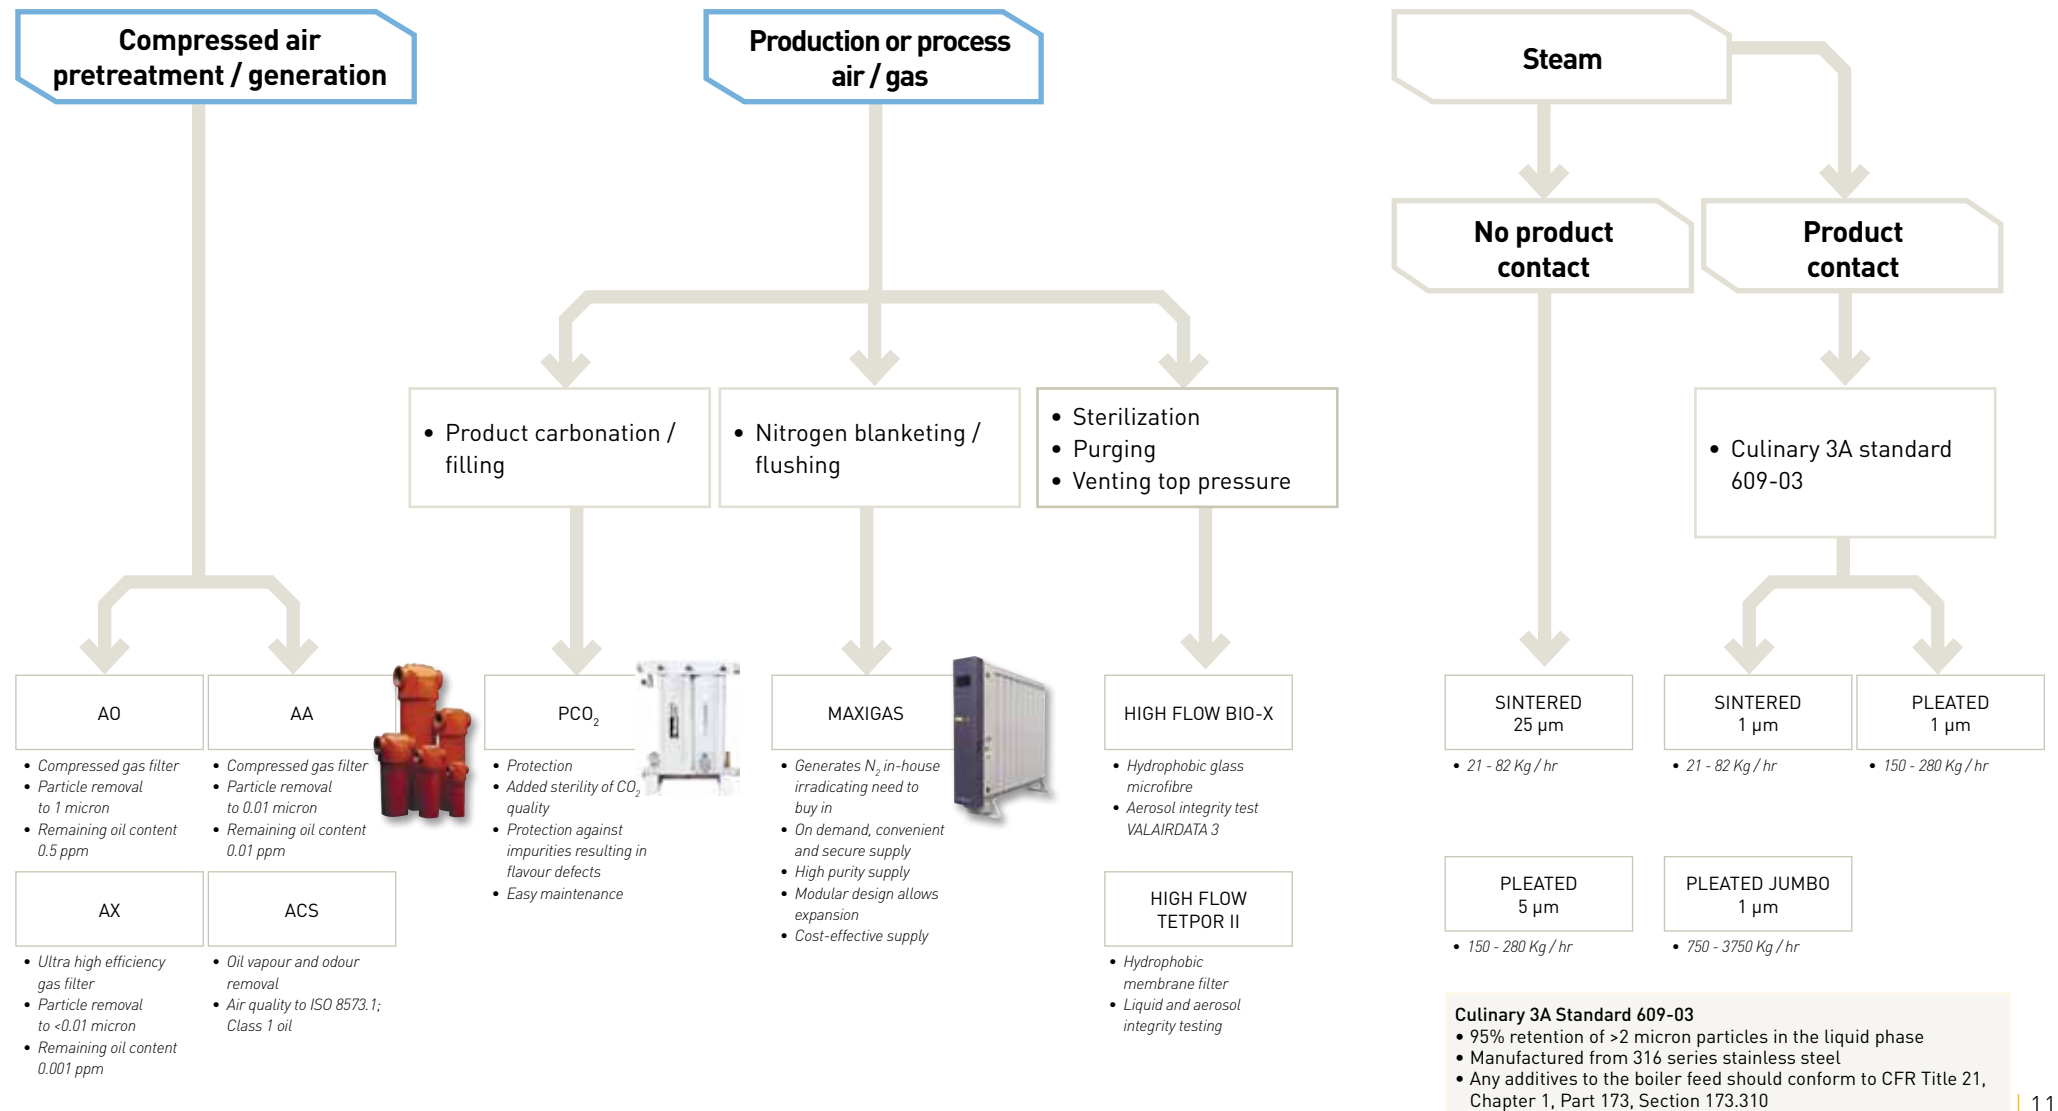 Compressed air
pretreatment / generation
Production or process
air / gas
Steam
No product
contact
Product
contact
• Product carbonation /
filling
• Nitrogen blanketing /
flushing
• Sterilization
• Purging
• Venting top pressure
• Culinary 3A standard
609-03
AO
• Compressed gas filter
• Particle removal
to 1 micron
• Remaining oil content
0.5 ppm
AA
• Compressed gas filter
• Particle removal
to 0.01 micron
• Remaining oil content
0.01 ppm
AX
• Ultra high efficiency
gas filter
• Particle removal
to <0.01 micron
• Remaining oil content
0.001 ppm
ACS
• Oil vapour and odour
removal
• Air quality to ISO 8573.1;
Class 1 oil
PCO₂
• Protection
• Added sterility of CO₂
quality
• Protection against
impurities resulting in
flavour defects
• Easy maintenance
MAXIGAS
• Generates N₂ in-house
irradicating need to
buy in
• On demand, convenient
and secure supply
• High purity supply
• Modular design allows
expansion
• Cost-effective supply
HIGH FLOW BIO-X
• Hydrophobic glass
microfibre
• Aerosol integrity test
VALAIRDATA 3
HIGH FLOW
TETPOR II
• Hydrophobic
membrane filter
• Liquid and aerosol
integrity testing
SINTERED
25 µm
• 21 - 82 Kg / hr
SINTERED
1 µm
• 21 - 82 Kg / hr
PLEATED
1 µm
• 150 - 280 Kg / hr
PLEATED
5 µm
• 150 - 280 Kg / hr
PLEATED JUMBO
1 µm
• 750 - 3750 Kg / hr
Culinary 3A Standard 609-03
• 95% retention of >2 micron particles in the liquid phase
• Manufactured from 316 series stainless steel
• Any additives to the boiler feed should conform to CFR Title 21,
Chapter 1, Part 173, Section 173.310
| 11